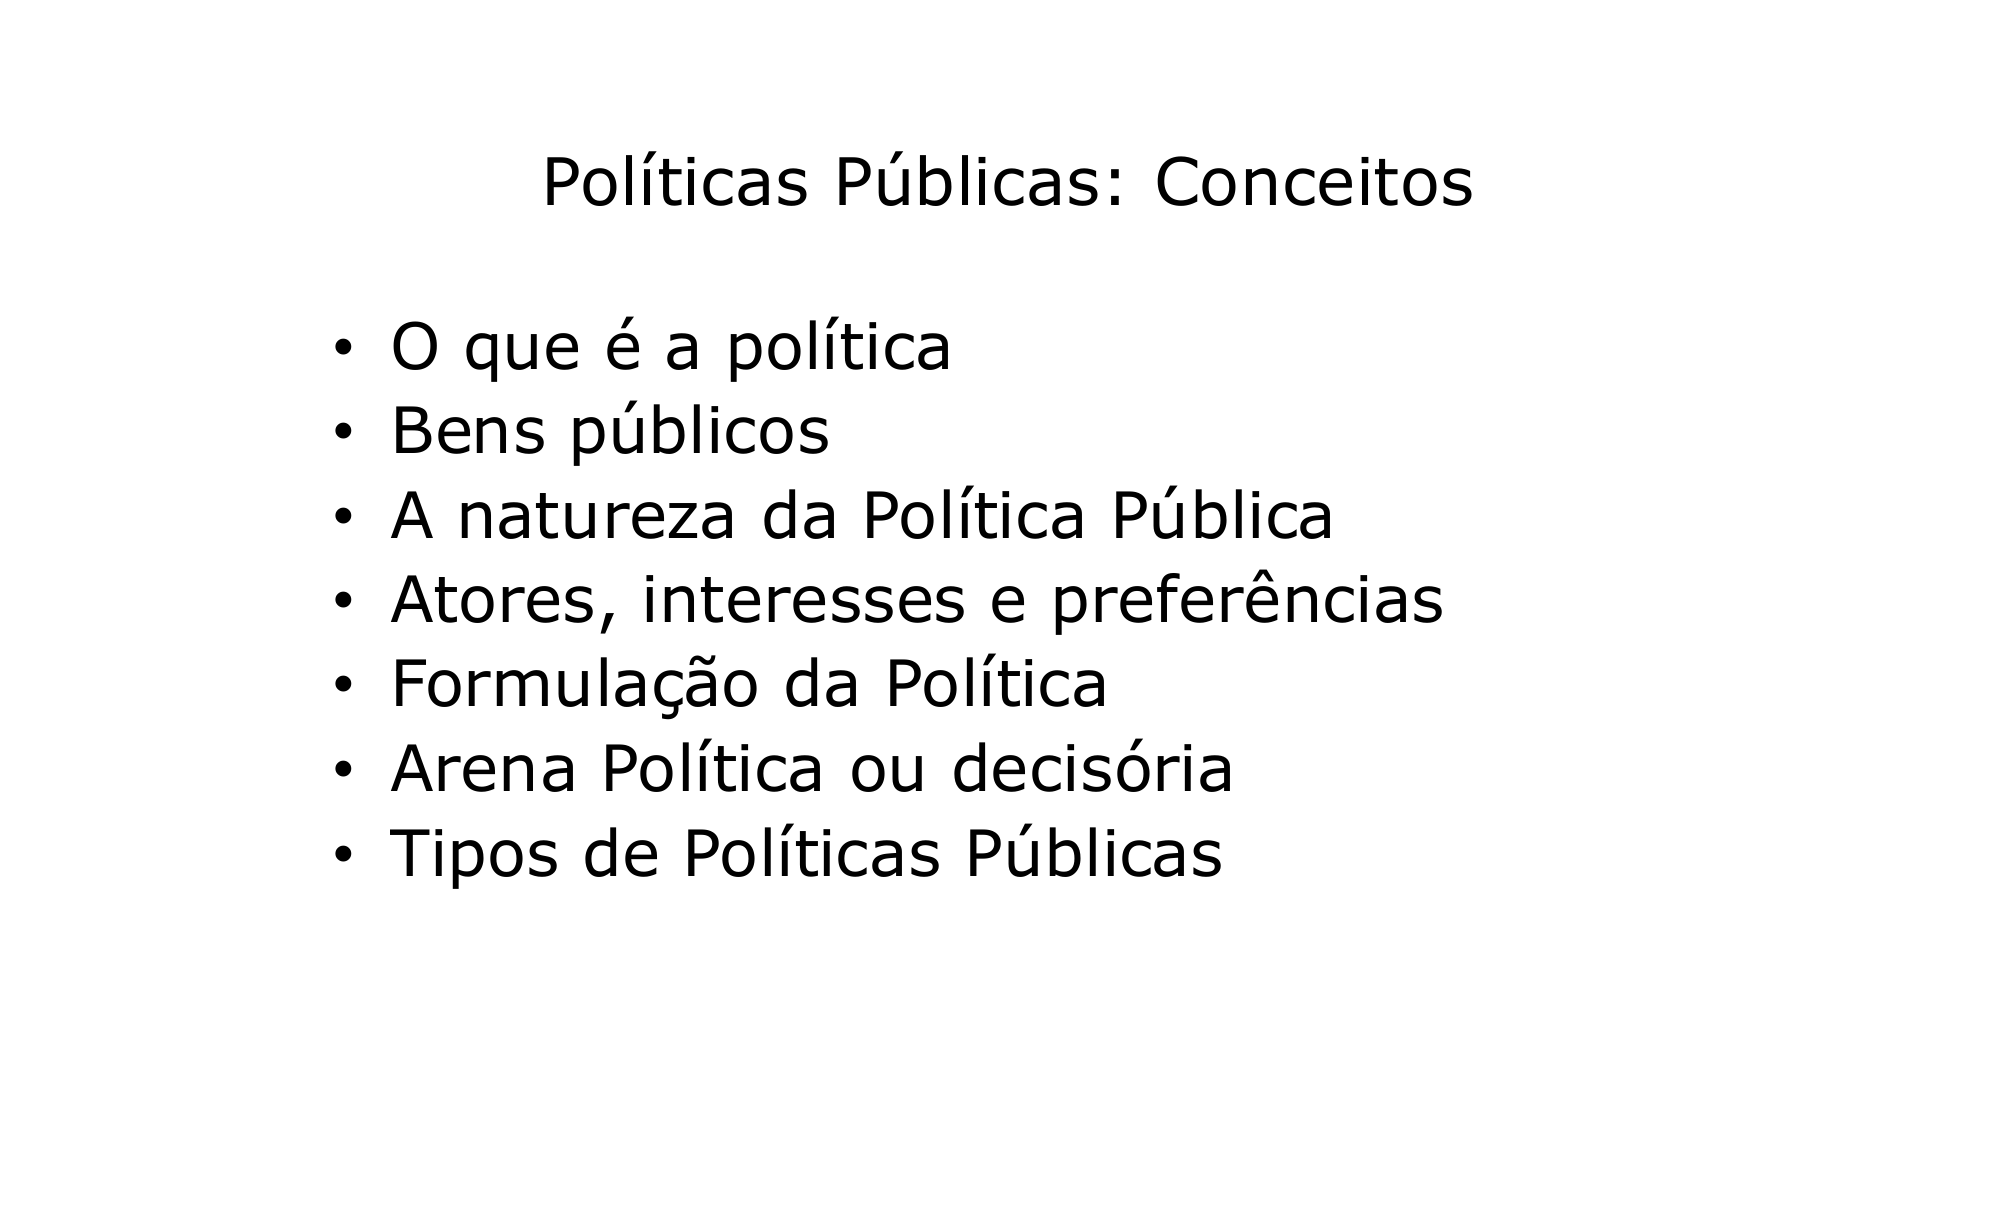 Políticas Públicas: Conceitos
• O que é a política
• Bens públicos
• A natureza da Política Pública
• Atores, interesses e preferências
• Formulação da Política
• Arena Política ou decisória
• Tipos de Políticas Públicas